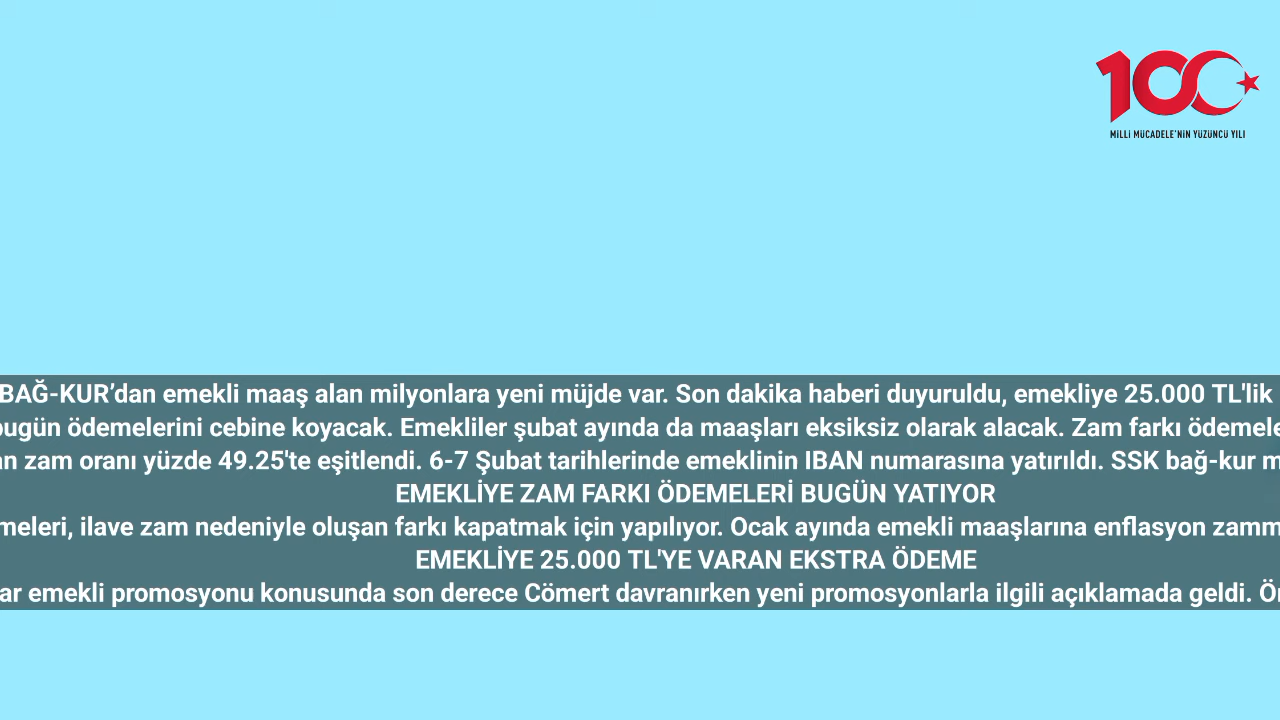 100
MİLLİ MÜCADELE'NİN YÜZÜNCÜ YILI
BAĞ-KUR’dan emekli maaş alan milyonlara yeni müjde var. Son dakika haberi duyuruldu, emekliye 25.000 TL'lik
bugün ödemelerini cebine koyacak. Emekliler şubat ayında da maaşları eksiksiz olarak alacak. Zam farkı ödemele
an zam oranı yüzde 49.25'te eşitlendi. 6-7 Şubat tarihlerinde emeklinin IBAN numarasına yatırıldı. SSK bağ-kur m
EMEKLİYE ZAM FARKI ÖDEMELERİ BUGÜN YATIYOR
meleri, ilave zam nedeniyle oluşan farkı kapatmak için yapılıyor. Ocak ayında emekli maaşlarına enflasyon zamm
EMEKLİYE 25.000 TL'YE VARAN EKSTRA ÖDEME
ar emekli promosyonu konusunda son derece Cömert davranırken yeni promosyonlarla ilgili açıklamada geldi. Ön